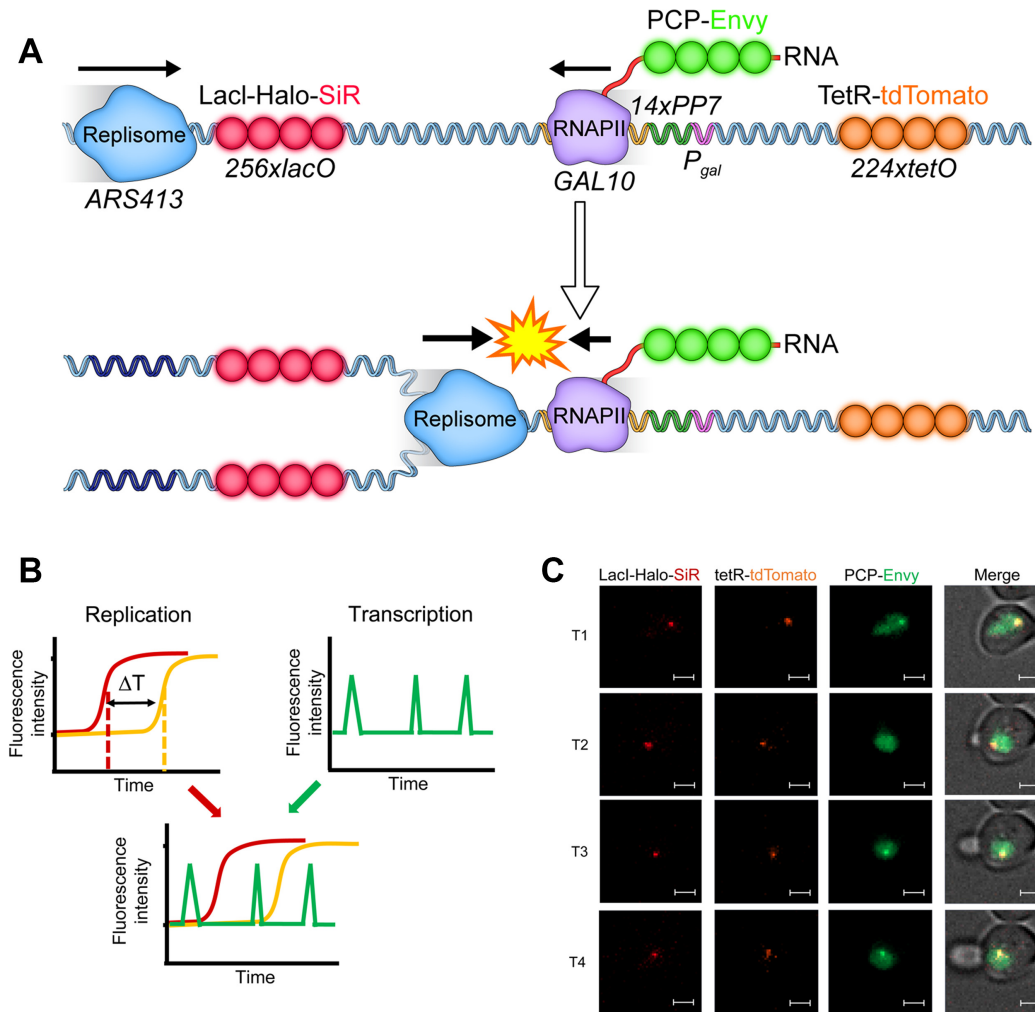 A
PCP-Envy
RNA
LacI-Halo-SiR
14xPP7
TetR-tdTomato
Replisome
RNAPII
256xlacO
P_gal
224xtetO
ARS413
GAL10
RNA
Replisome
RNAPII
B
Replication
Transcription
Fluorescence
intensity
ΔT
Time
Fluorescence
intensity
Time
Fluorescence
intensity
Time
C
LacI-Halo-SiR tetR-tdTomato PCP-Envy Merge
T1
T2
T3
T4